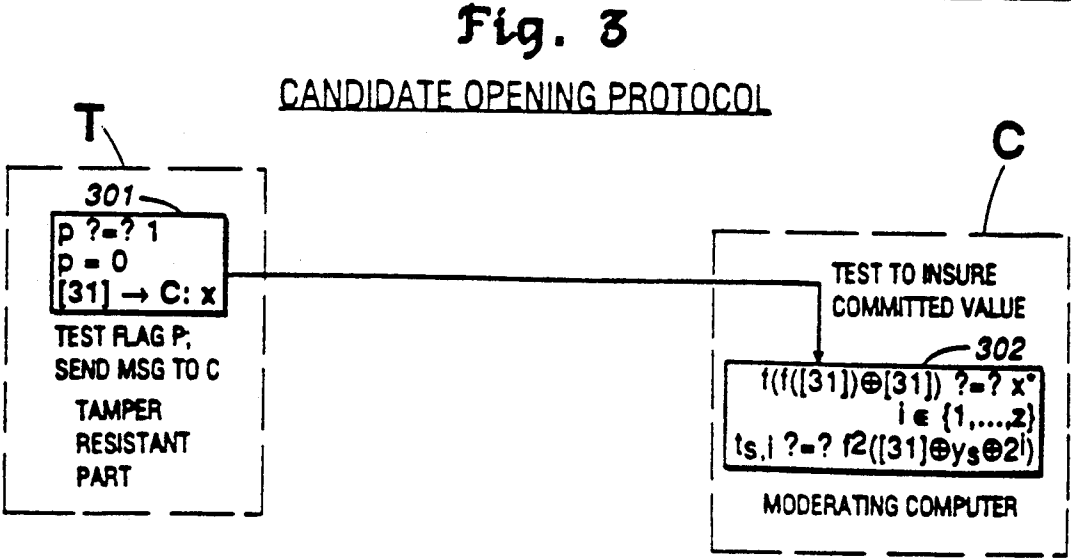 Fig. 3
CANDIDATE OPENING PROTOCOL
T
301
p ?=? 1
p = 0
[31] → C: x
TEST FLAG P;
SEND MSG TO C
TAMPER
RESISTANT
PART
C
TEST TO INSURE
COMMITTED VALUE
302
f(f([31])⊕[31]) ?=? x*
i ∈ {1,...,z}
ts,i ?=? f2([31]⊕ys⊕2i)
MODERATING COMPUTER